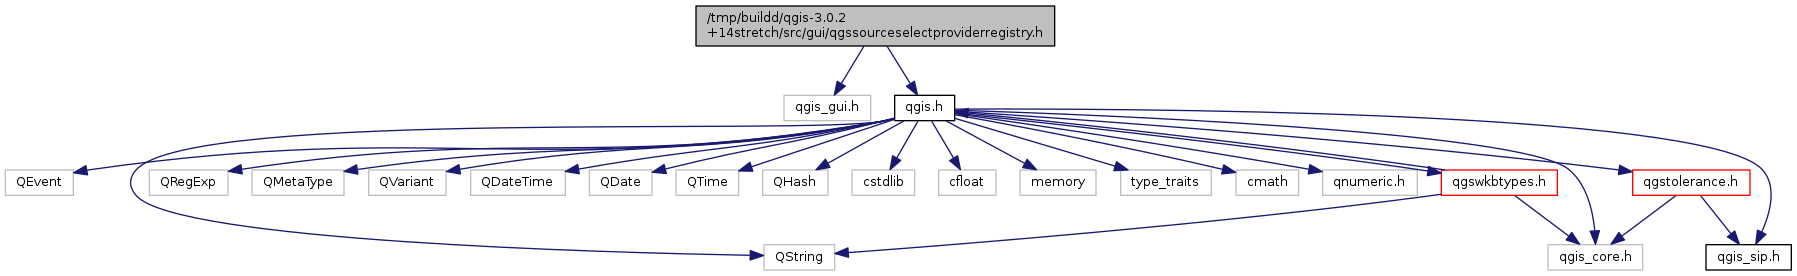 /tmp/buildd/qgis-3.0.2
+14stretch/src/gui/qgssourceselectproviderregistry.h
qgis_gui.h
qgis.h
QEvent
QRegExp
QMetaType
QVariant
QDateTime
QDate
QTime
QHash
cstdlib
cfloat
memory
type_traits
cmath
qnumeric.h
qgswkbtypes.h
qgstolerance.h
QString
qgis_core.h
qgis_sip.h